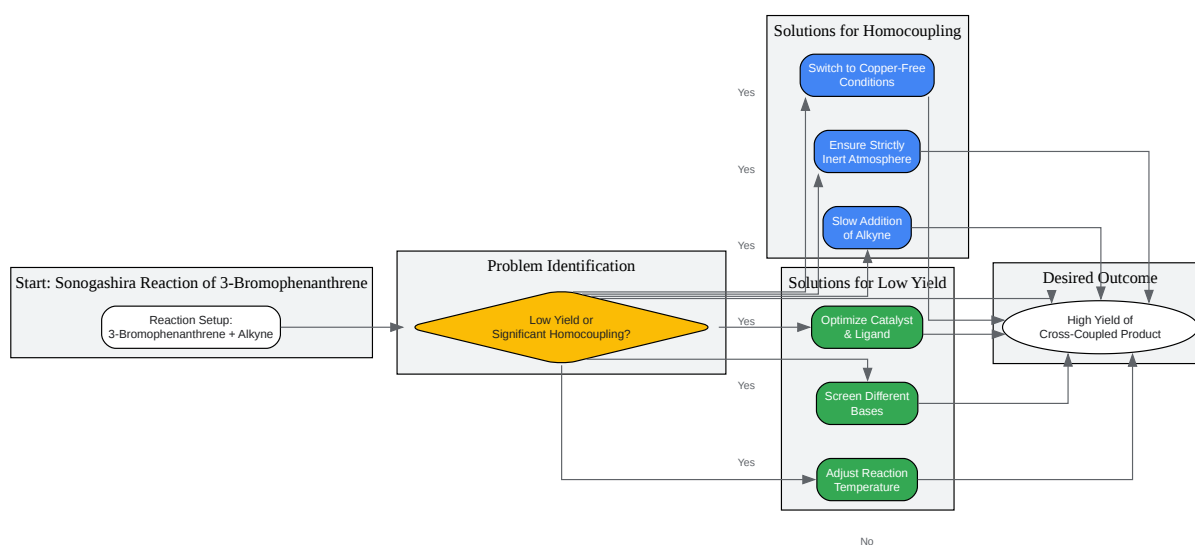 Solutions for Homocoupling
Switch to Copper-Free
Conditions
Yes
Ensure Strictly
Inert Atmosphere
Yes
Slow Addition
of Alkyne
Yes
Problem Identification
Start: Sonogashira Reaction of 3-Bromophenanthrene
Solutions for Low Yield
Desired Outcome
Reaction Setup:
3-Bromophenanthrene + Alkyne
Low Yield or
Significant Homocoupling?
Yes
Optimize Catalyst
& Ligand
High Yield of
Cross-Coupled Product
Yes
Screen Different
Bases
Yes
Adjust Reaction
Temperature
No